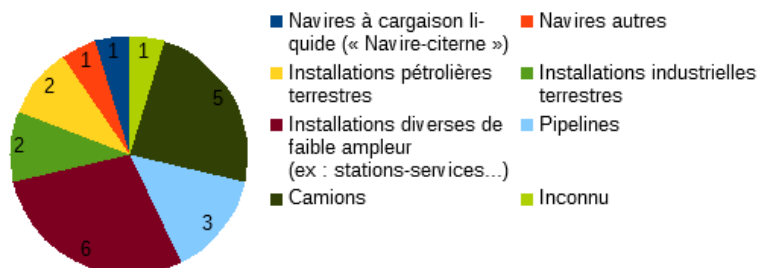 1
1
1
2
5
2
3
6
Navires à cargaison li-
quide (« Navire-citerne »)
Navires autres
Installations pétrolières
terrestres
Installations industrielles
terrestres
Installations diverses de
faible ampleur
(ex : stations-services...)
Pipelines
Camions
Inconnu